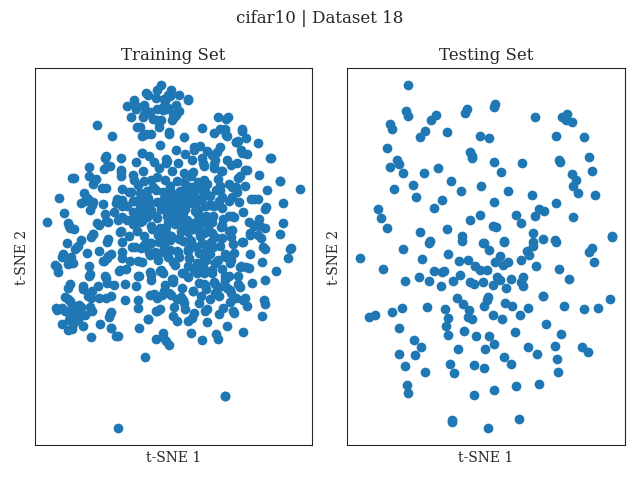 cifar10 | Dataset 18
Training Set
Testing Set
t-SNE 2
t-SNE 2
t-SNE 1
t-SNE 1